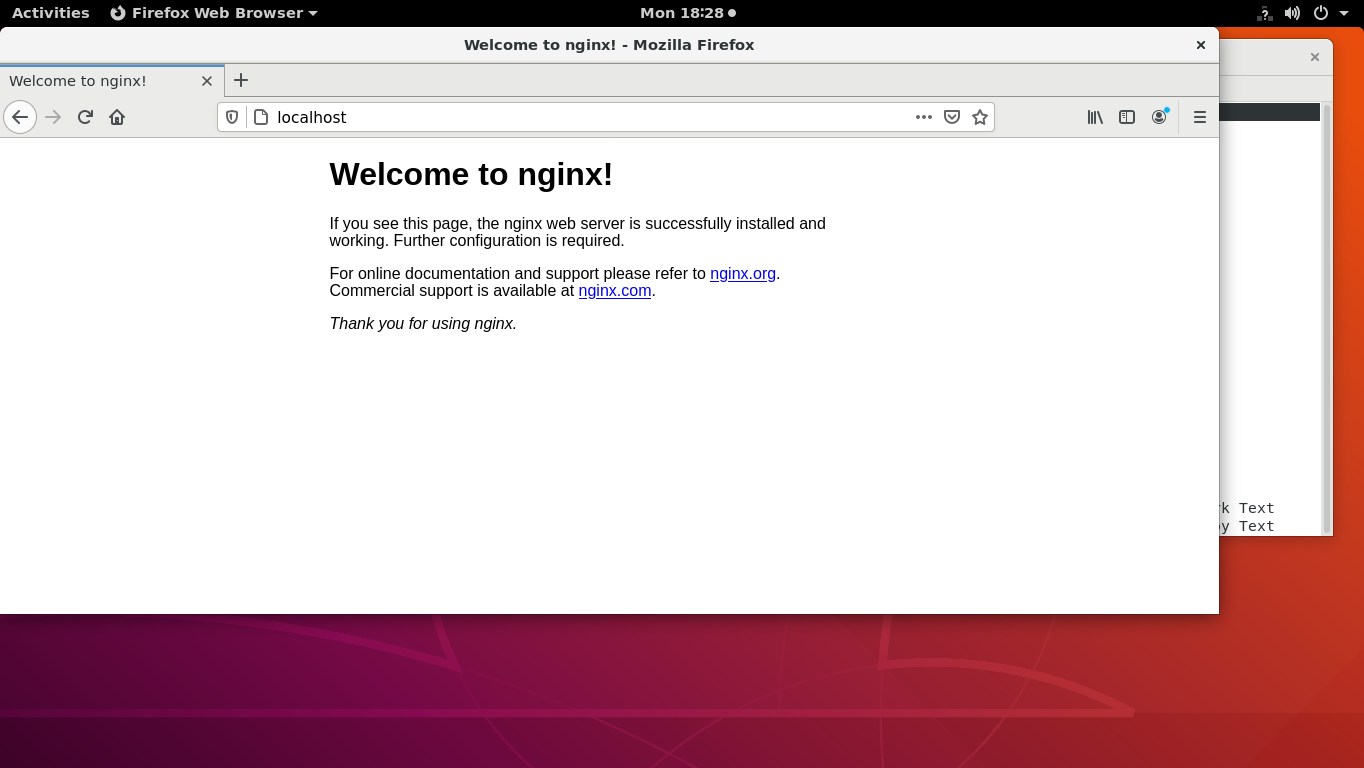 Activities Firefox Web Browser Mon 18:28
Welcome to nginx! - Mozilla Firefox
Welcome to nginx!
localhost
Welcome to nginx!
If you see this page, the nginx web server is successfully installed and
working. Further configuration is required.
For online documentation and support please refer to nginx.org.
Commercial support is available at nginx.com.
Thank you for using nginx.
Text
Text